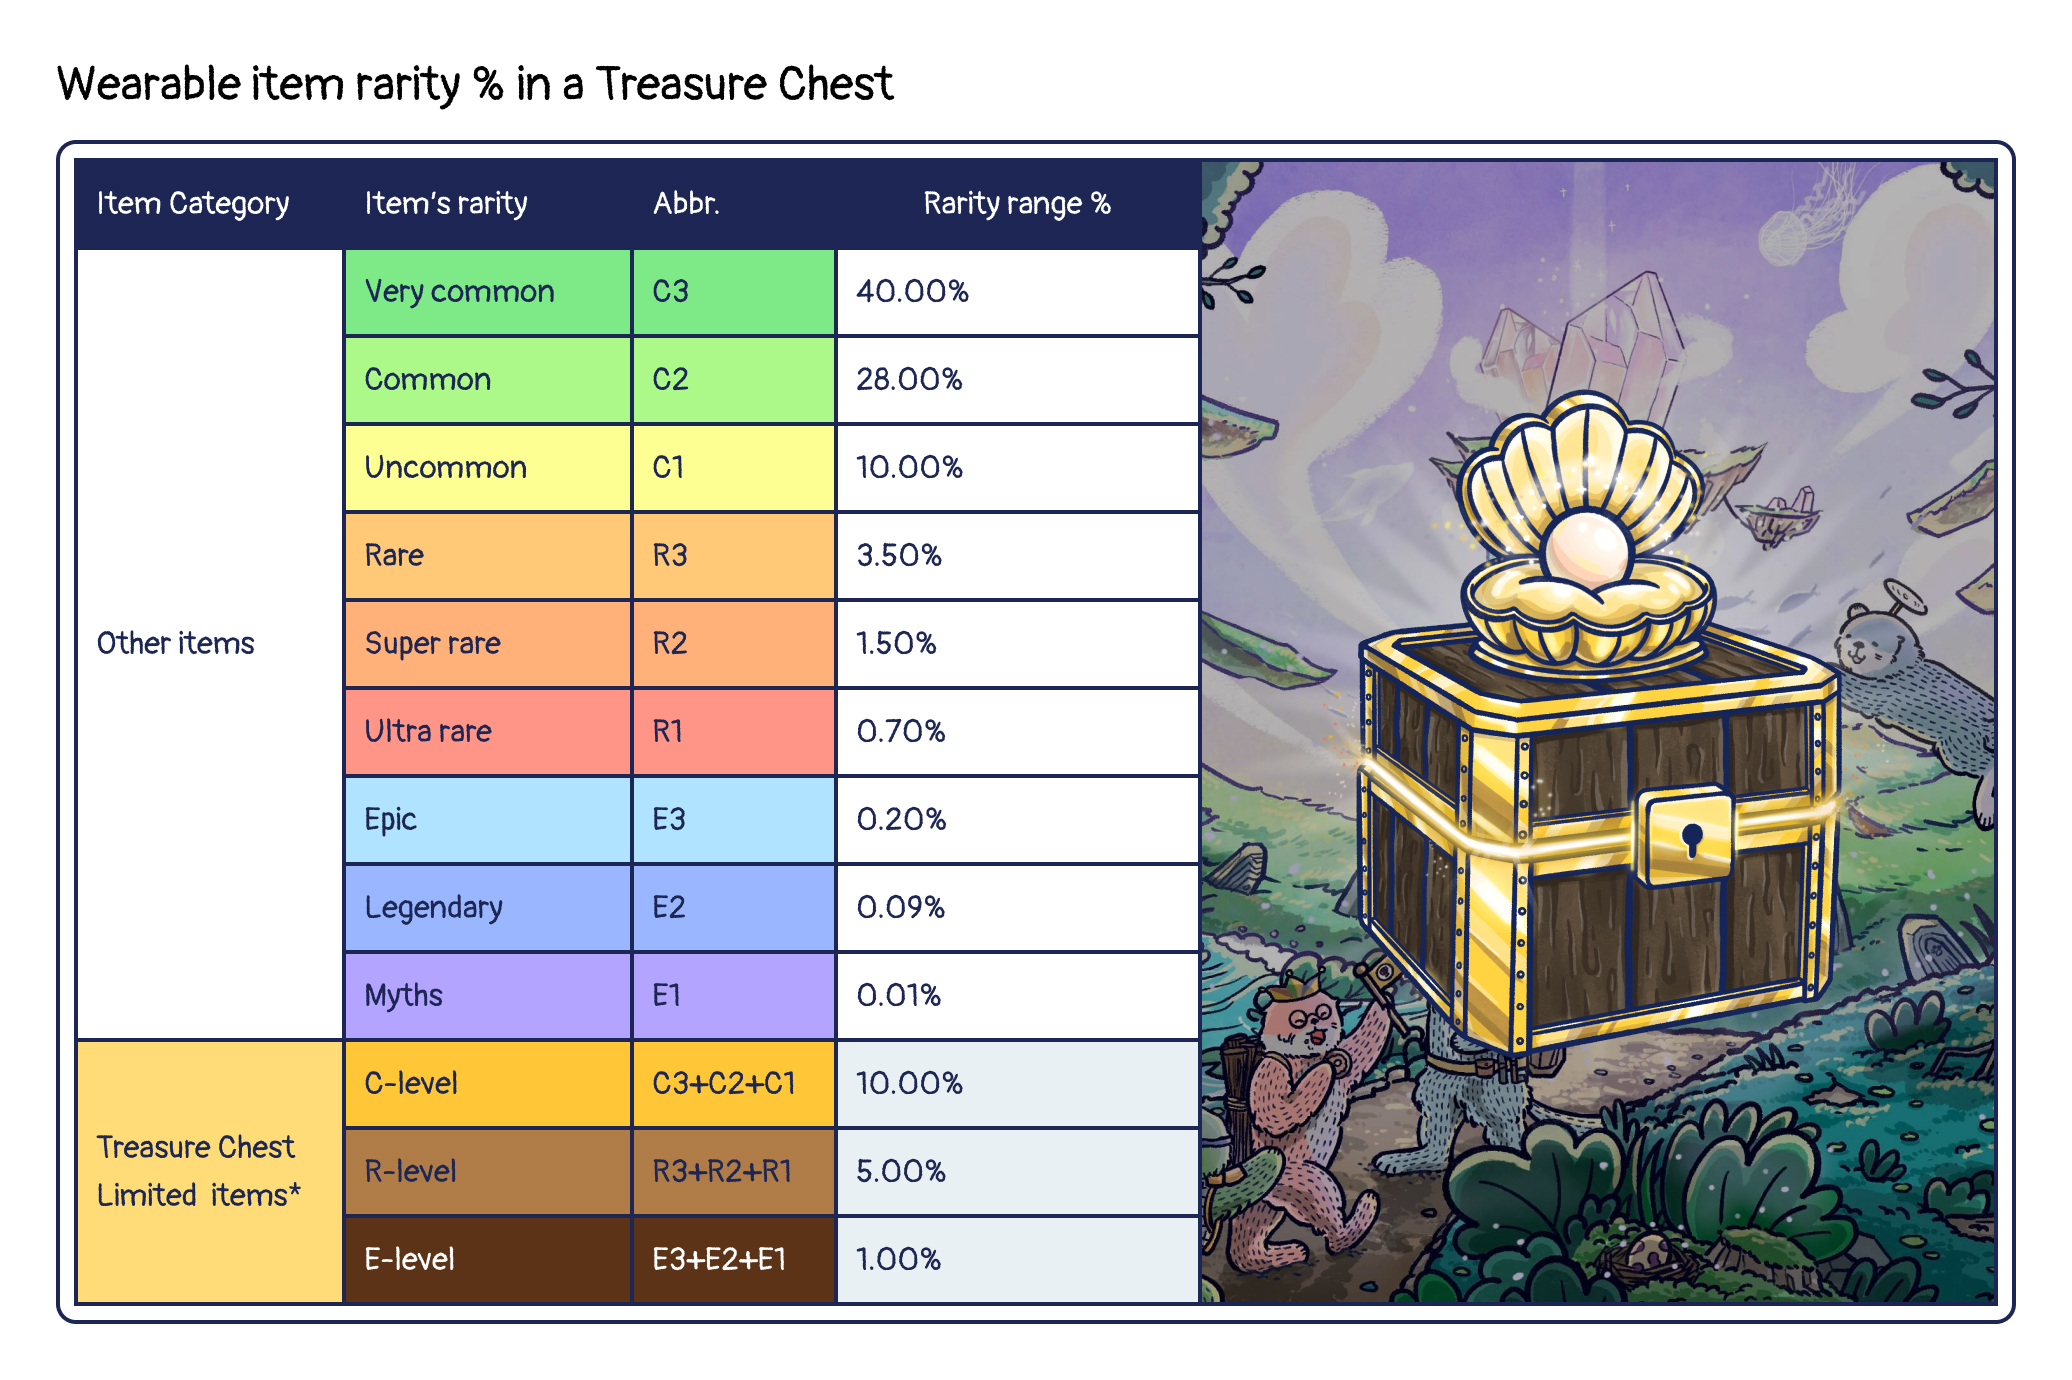 Wearable item rarity % in a Treasure Chest
Item Category Item's rarity Abbr. Rarity range %
Very common C3 40.00%
Common C2 28.00%
Uncommon C1 10.00%
Rare R3 3.50%
Other items Super rare R2 1.50%
Ultra rare R1 0.70%
Epic E3 0.20%
Legendary E2 0.09%
Myths E1 0.01%
C-level C3+C2+C1 10.00%
Treasure Chest
Limited items*
R-level R3+R2+R1 5.00%
E-level E3+E2+E1 1.00%